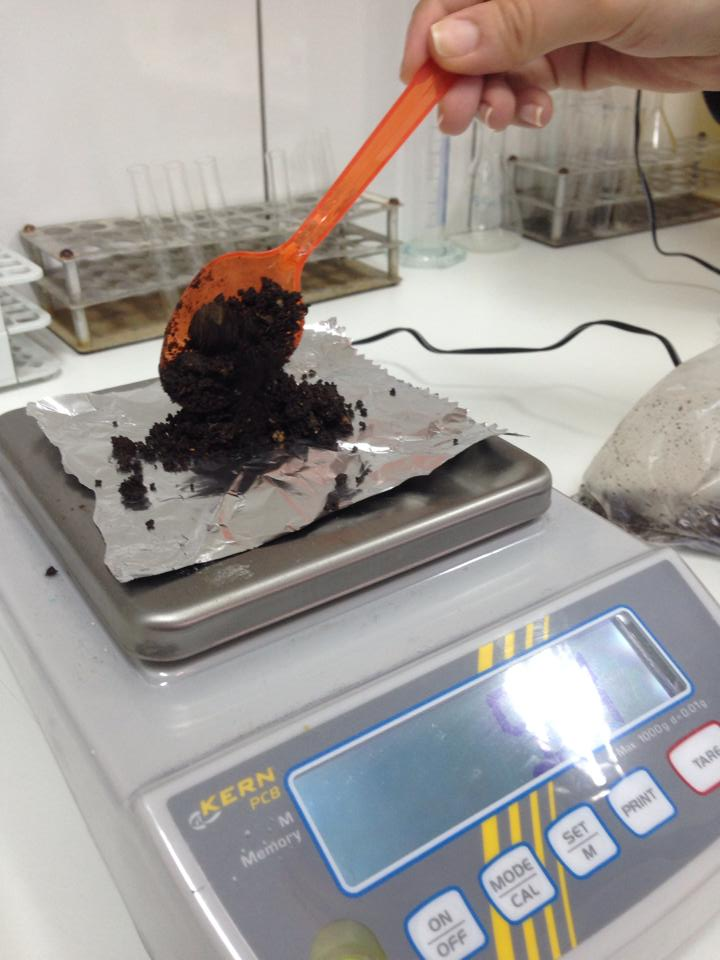 KERN
PCB
M
Memory
Max 1000g d=0.01g
ON
OFF
MODE
CAL
SET
M
PRINT
TARE